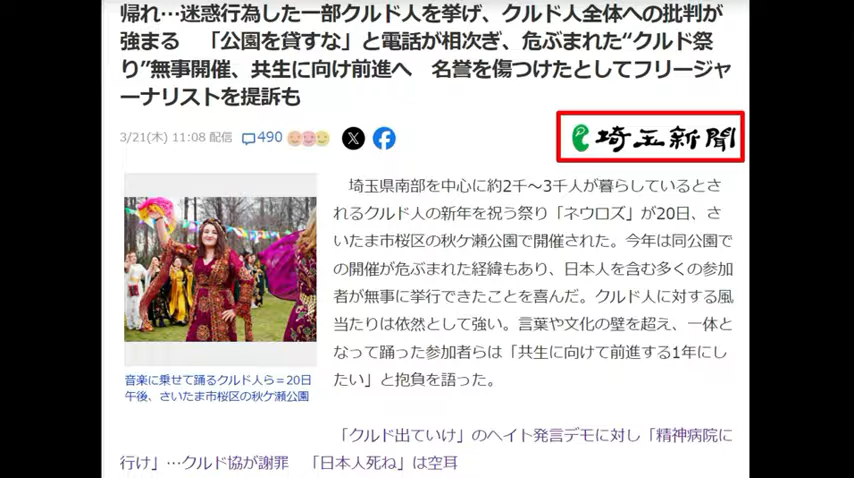 帰れ…迷惑行為した一部クルド人を挙げ、クルド人全体への批判が
強まる　「公園を貸すな」と電話が相次ぎ、危ぶまれた“クルド祭
り”無事開催、共生に向け前進へ　名誉を傷つけたとしてフリージャ
ーナリストを提訴も
3/21(木) 11:08 配信 490
埼玉新聞
埼玉県南部を中心に約2千～3千人が暮らしているとさ
れるクルド人の新年を祝う祭り「ネウロズ」が20日、さ
いたま市桜区の秋ケ瀬公園で開催された。今年は同公園で
の開催が危ぶまれた経緯もあり、日本人を含む多くの参加
者が無事に挙行できたことを喜んだ。クルド人に対する風
当たりは依然として強い。言葉や文化の壁を超え、一体と
なって踊った参加者らは「共生に向けて前進する1年にし
たい」と抱負を語った。
音楽に乗せて踊るクルド人ら＝20日
午後、さいたま市桜区の秋ケ瀬公園
「クルド出ていけ」のヘイト発言デモに対し「精神病院に
行け」…クルド協が謝罪　「日本人死ね」は空耳